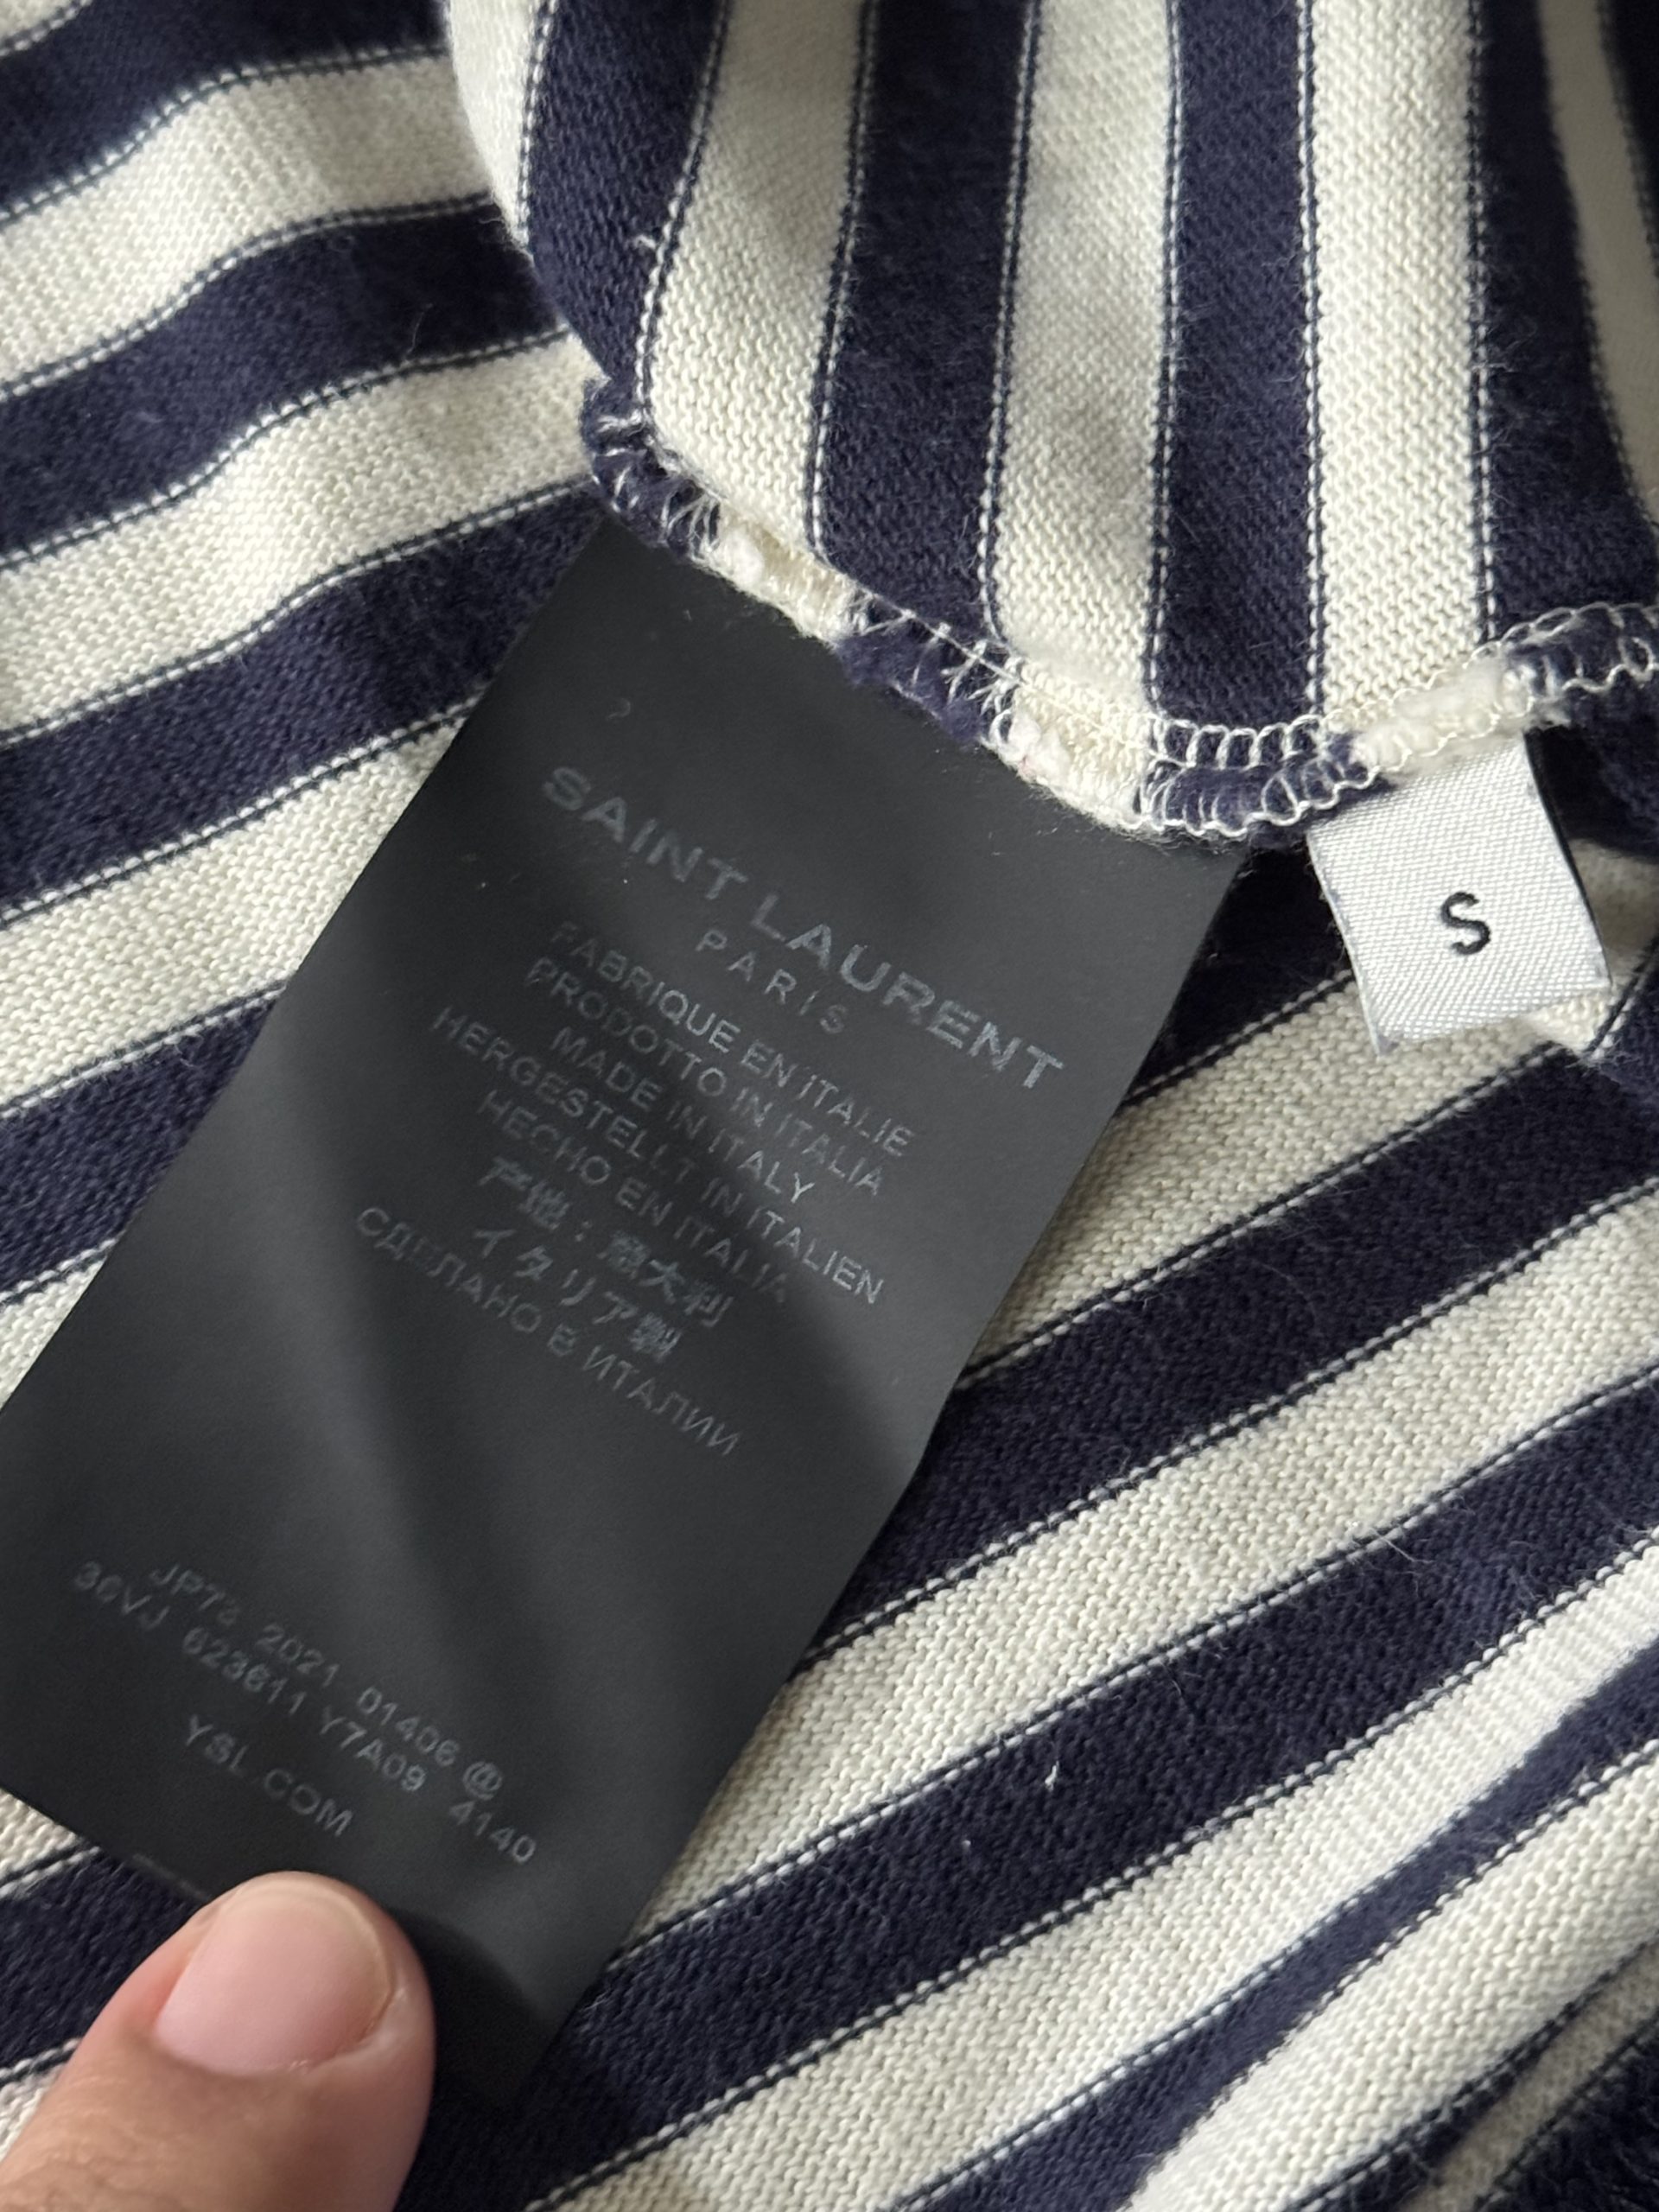 SAINT LAURENT
PARIS
FABRIQUE EN ITALIE
PRODOTTO IN ITALIA
MADE IN ITALY
HERGESTELLT IN ITALIEN
HECHO EN ITALIA
产地：意大利
イタリア製
СДЕЛАНО В ИТАЛИИ
2021 01406 @
36VJ 623611 Y7A09 4140
YSL.COM
S